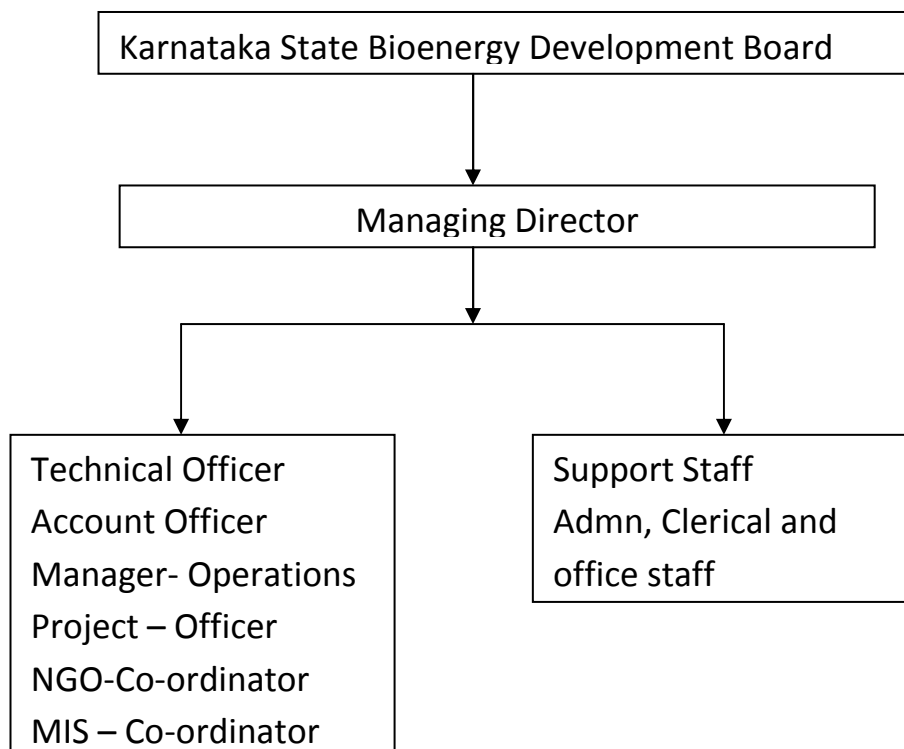 Karnataka State Bioenergy Development Board
Managing Director
Technical Officer
Account Officer
Manager- Operations
Project – Officer
NGO-Co-ordinator
MIS – Co-ordinator
Support Staff
Admn, Clerical and
office staff